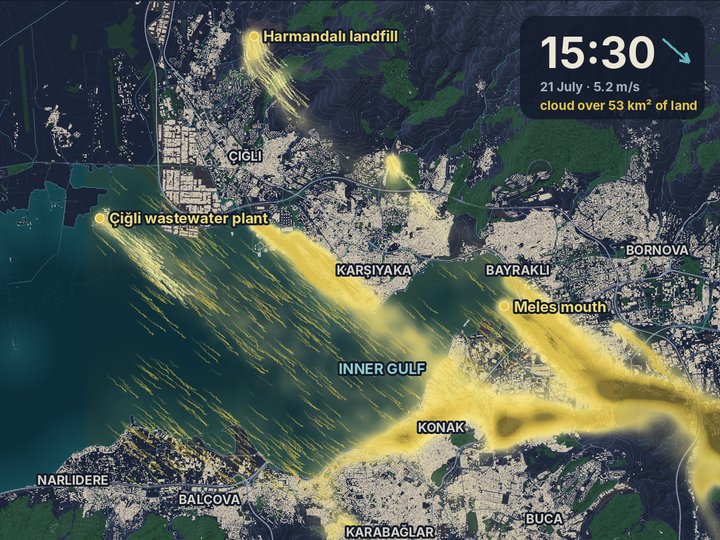 Harmandalı landfill
15:30
21 July · 5.2 m/s
cloud over 53 km² of land
ÇİĞLİ
Çiğli wastewater plant
BORNOVA
KARŞIYAKA
BAYRAKLI
Meles mouth
INNER GULF
KONAK
NARLIDERE
BALÇOVA
BUCA
KARABAĞLAR